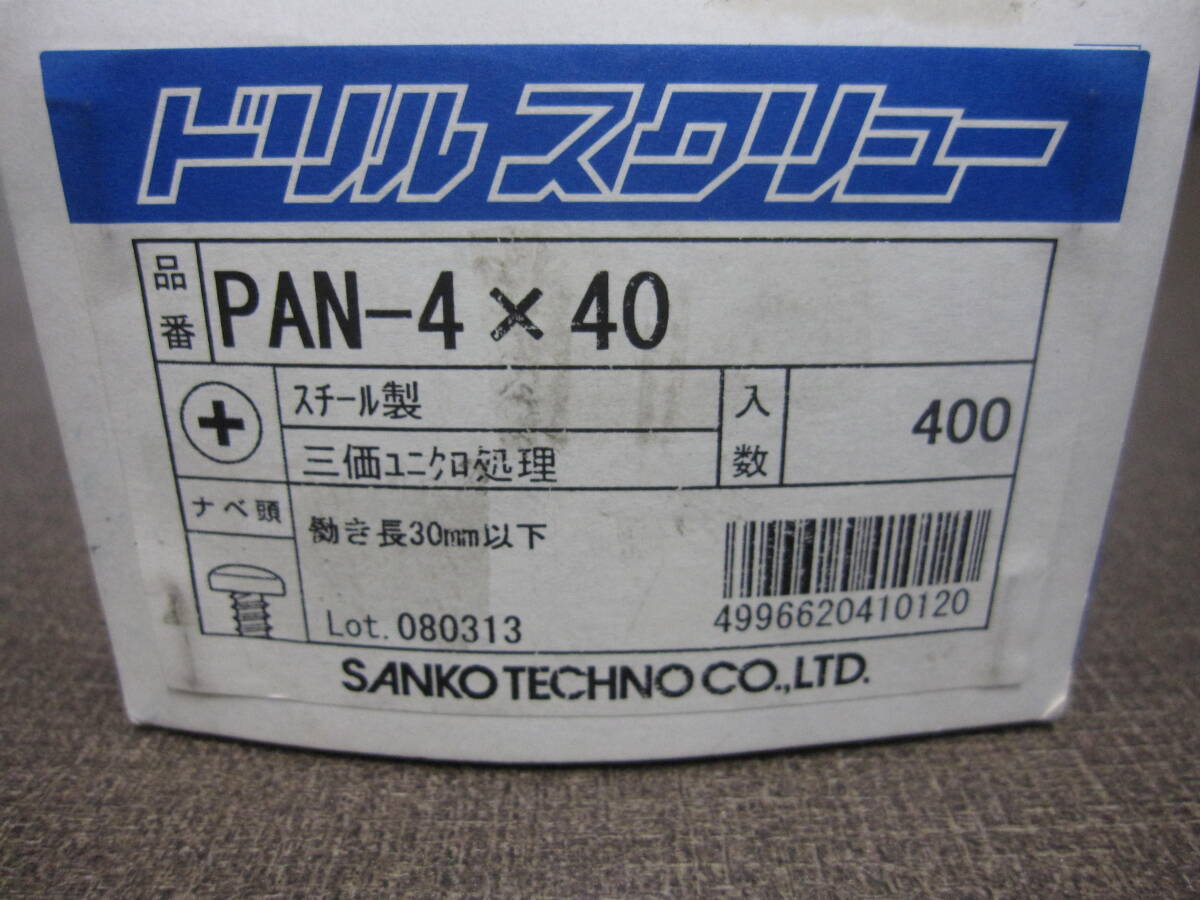 ドリルスクリュー
品番 PAN-4×40
スチール製
三価ユニクロ処理
入数 400
ナベ頭
働き長30mm以下
Lot.080313
4996620410120
SANKO TECHNO CO.,LTD.